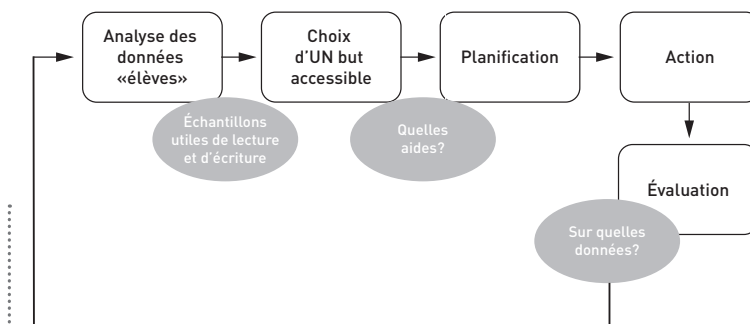 Analyse des
données
«élèves»
Choix
d'UN but
accessible
Planification
Action
Échantillons
utiles de lecture
et d'écriture
Quelles
aides?
Évaluation
Sur quelles
données?